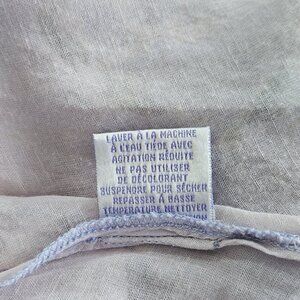 LAVER À LA MACHINE
À L'EAU TIÈDE AVEC
AGITATION RÉDUITE
NE PAS UTILISER
DE DÉCOLORANT
SUSPENDRE POUR SÉCHER
REPASSER À BASSE
TEMPÉRATURE NETTOYER